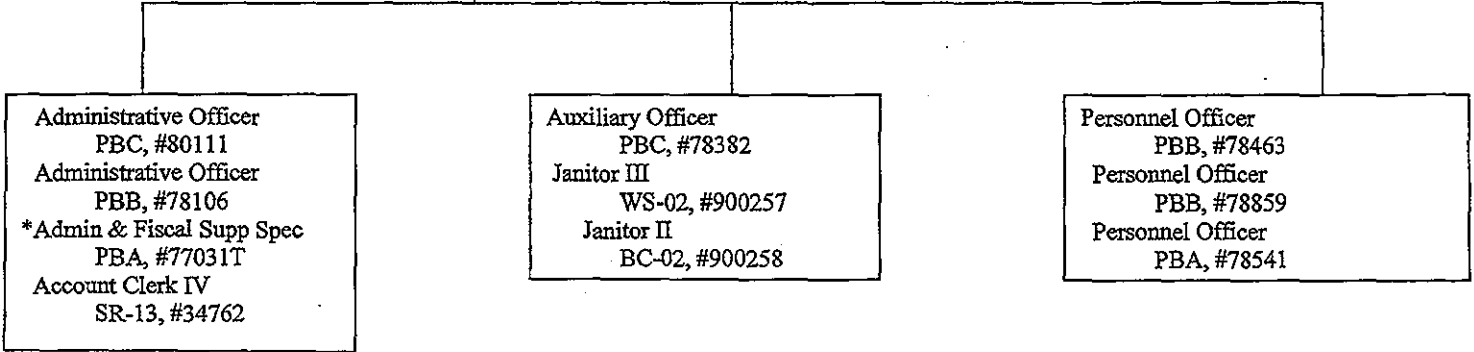 Administrative Officer
PBC, #80111
Administrative Officer
PBB, #78106
*Admin & Fiscal Supp Spec
PBA, #77031T
Account Clerk IV
SR-13, #34762
Auxiliary Officer
PBC, #78382
Janitor III
WS-02, #900257
Janitor II
BC-02, #900258
Personnel Officer
PBB, #78463
Personnel Officer
PBB, #78859
Personnel Officer
PBA, #78541